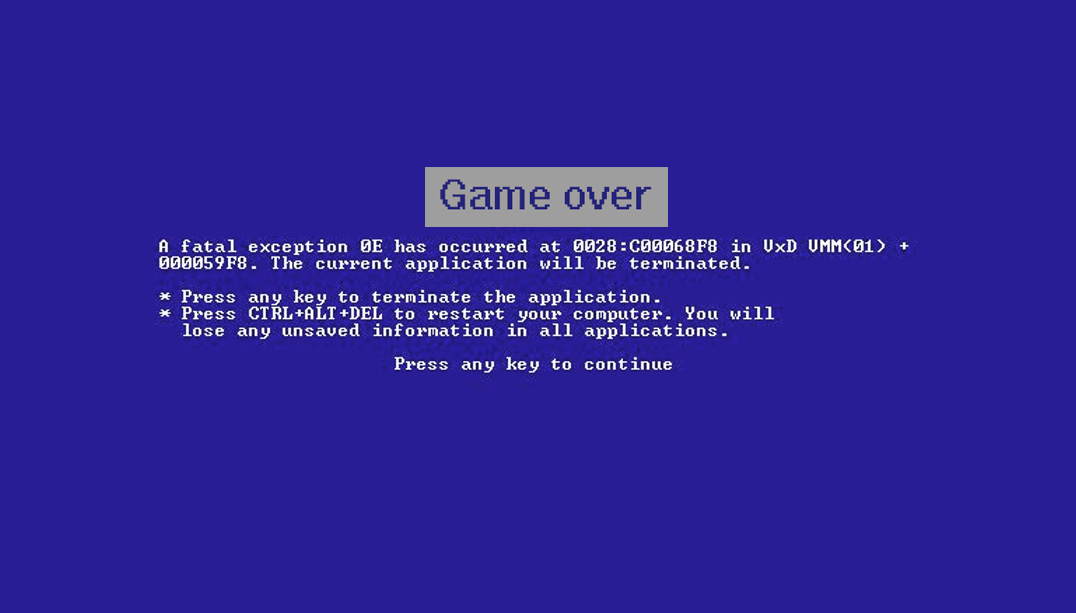 Game over
A fatal exception 0E has occurred at 0028:C00068F8 in VxD VMM(01) +
000059F8. The current application will be terminated.
* Press any key to terminate the application.
* Press CTRL+ALT+DEL to restart your computer. You will
lose any unsaved information in all applications.
Press any key to continue